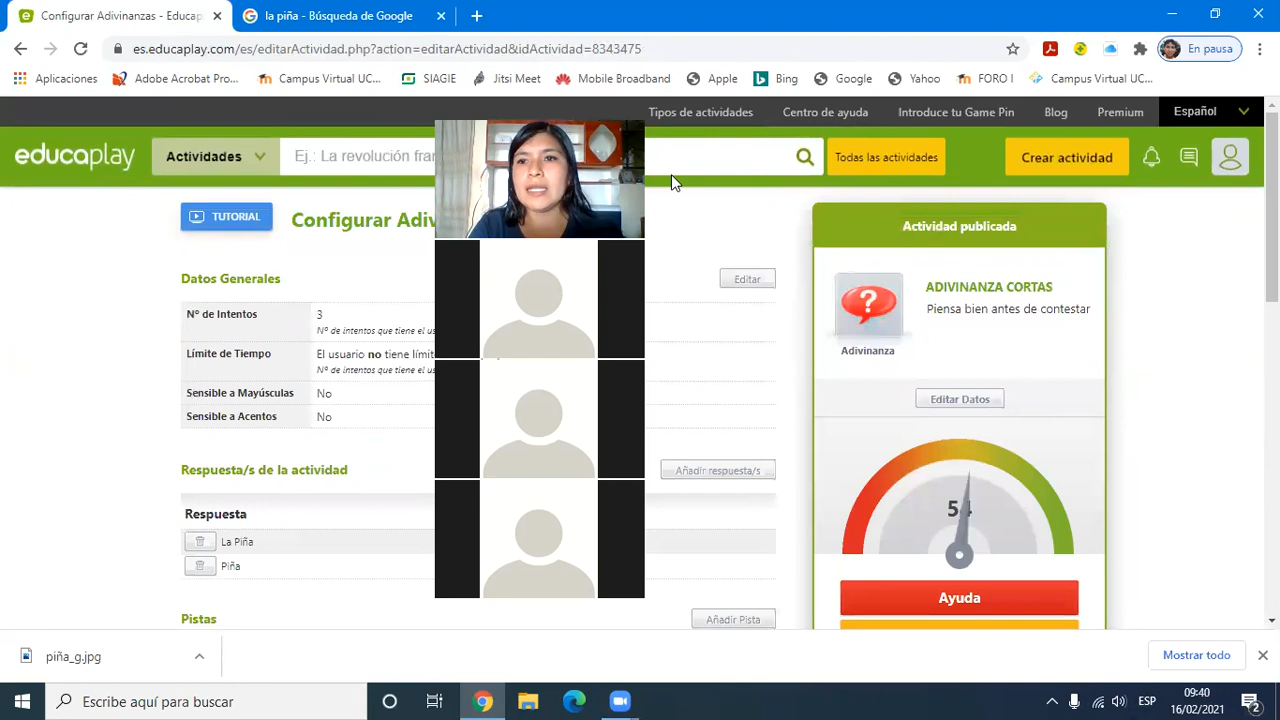 Configurar Adivinanzas - Educap
la piña - Búsqueda de Google
es.educaplay.com/es/editarActividad.php?action=editarActividad&idActividad=8343475
En pausa
Aplicaciones
Adobe Acrobat Pro...
Campus Virtual UC...
SIAGIE
Jitsi Meet
Mobile Broadband
Apple
Bing
Google
Yahoo
FORO I
Campus Virtual UC...
Tipos de actividades
Centro de ayuda
Introduce tu Game Pin
Blog
Premium
Español
educaplay
Actividades
Ej.: La revolución fran
Todas las actividades
Crear actividad
TUTORIAL
Configurar Adiv
Datos Generales
Editar
Nº de Intentos
3
Nº de intentos que tiene el us
Límite de Tiempo
El usuario no tiene límit
Nº de intentos que tiene el us
Sensible a Mayúsculas
No
Sensible a Acentos
No
Respuesta/s de la actividad
Añadir respuesta/s
Respuesta
La Piña
Piña
Pistas
Añadir Pista
Actividad publicada
ADIVINANZA CORTAS
Piensa bien antes de contestar
?
Adivinanza
Editar Datos
54
Ayuda
piña_g.jpg
Mostrar todo
Escribe aquí para buscar
ESP
09:40
16/02/2021
2